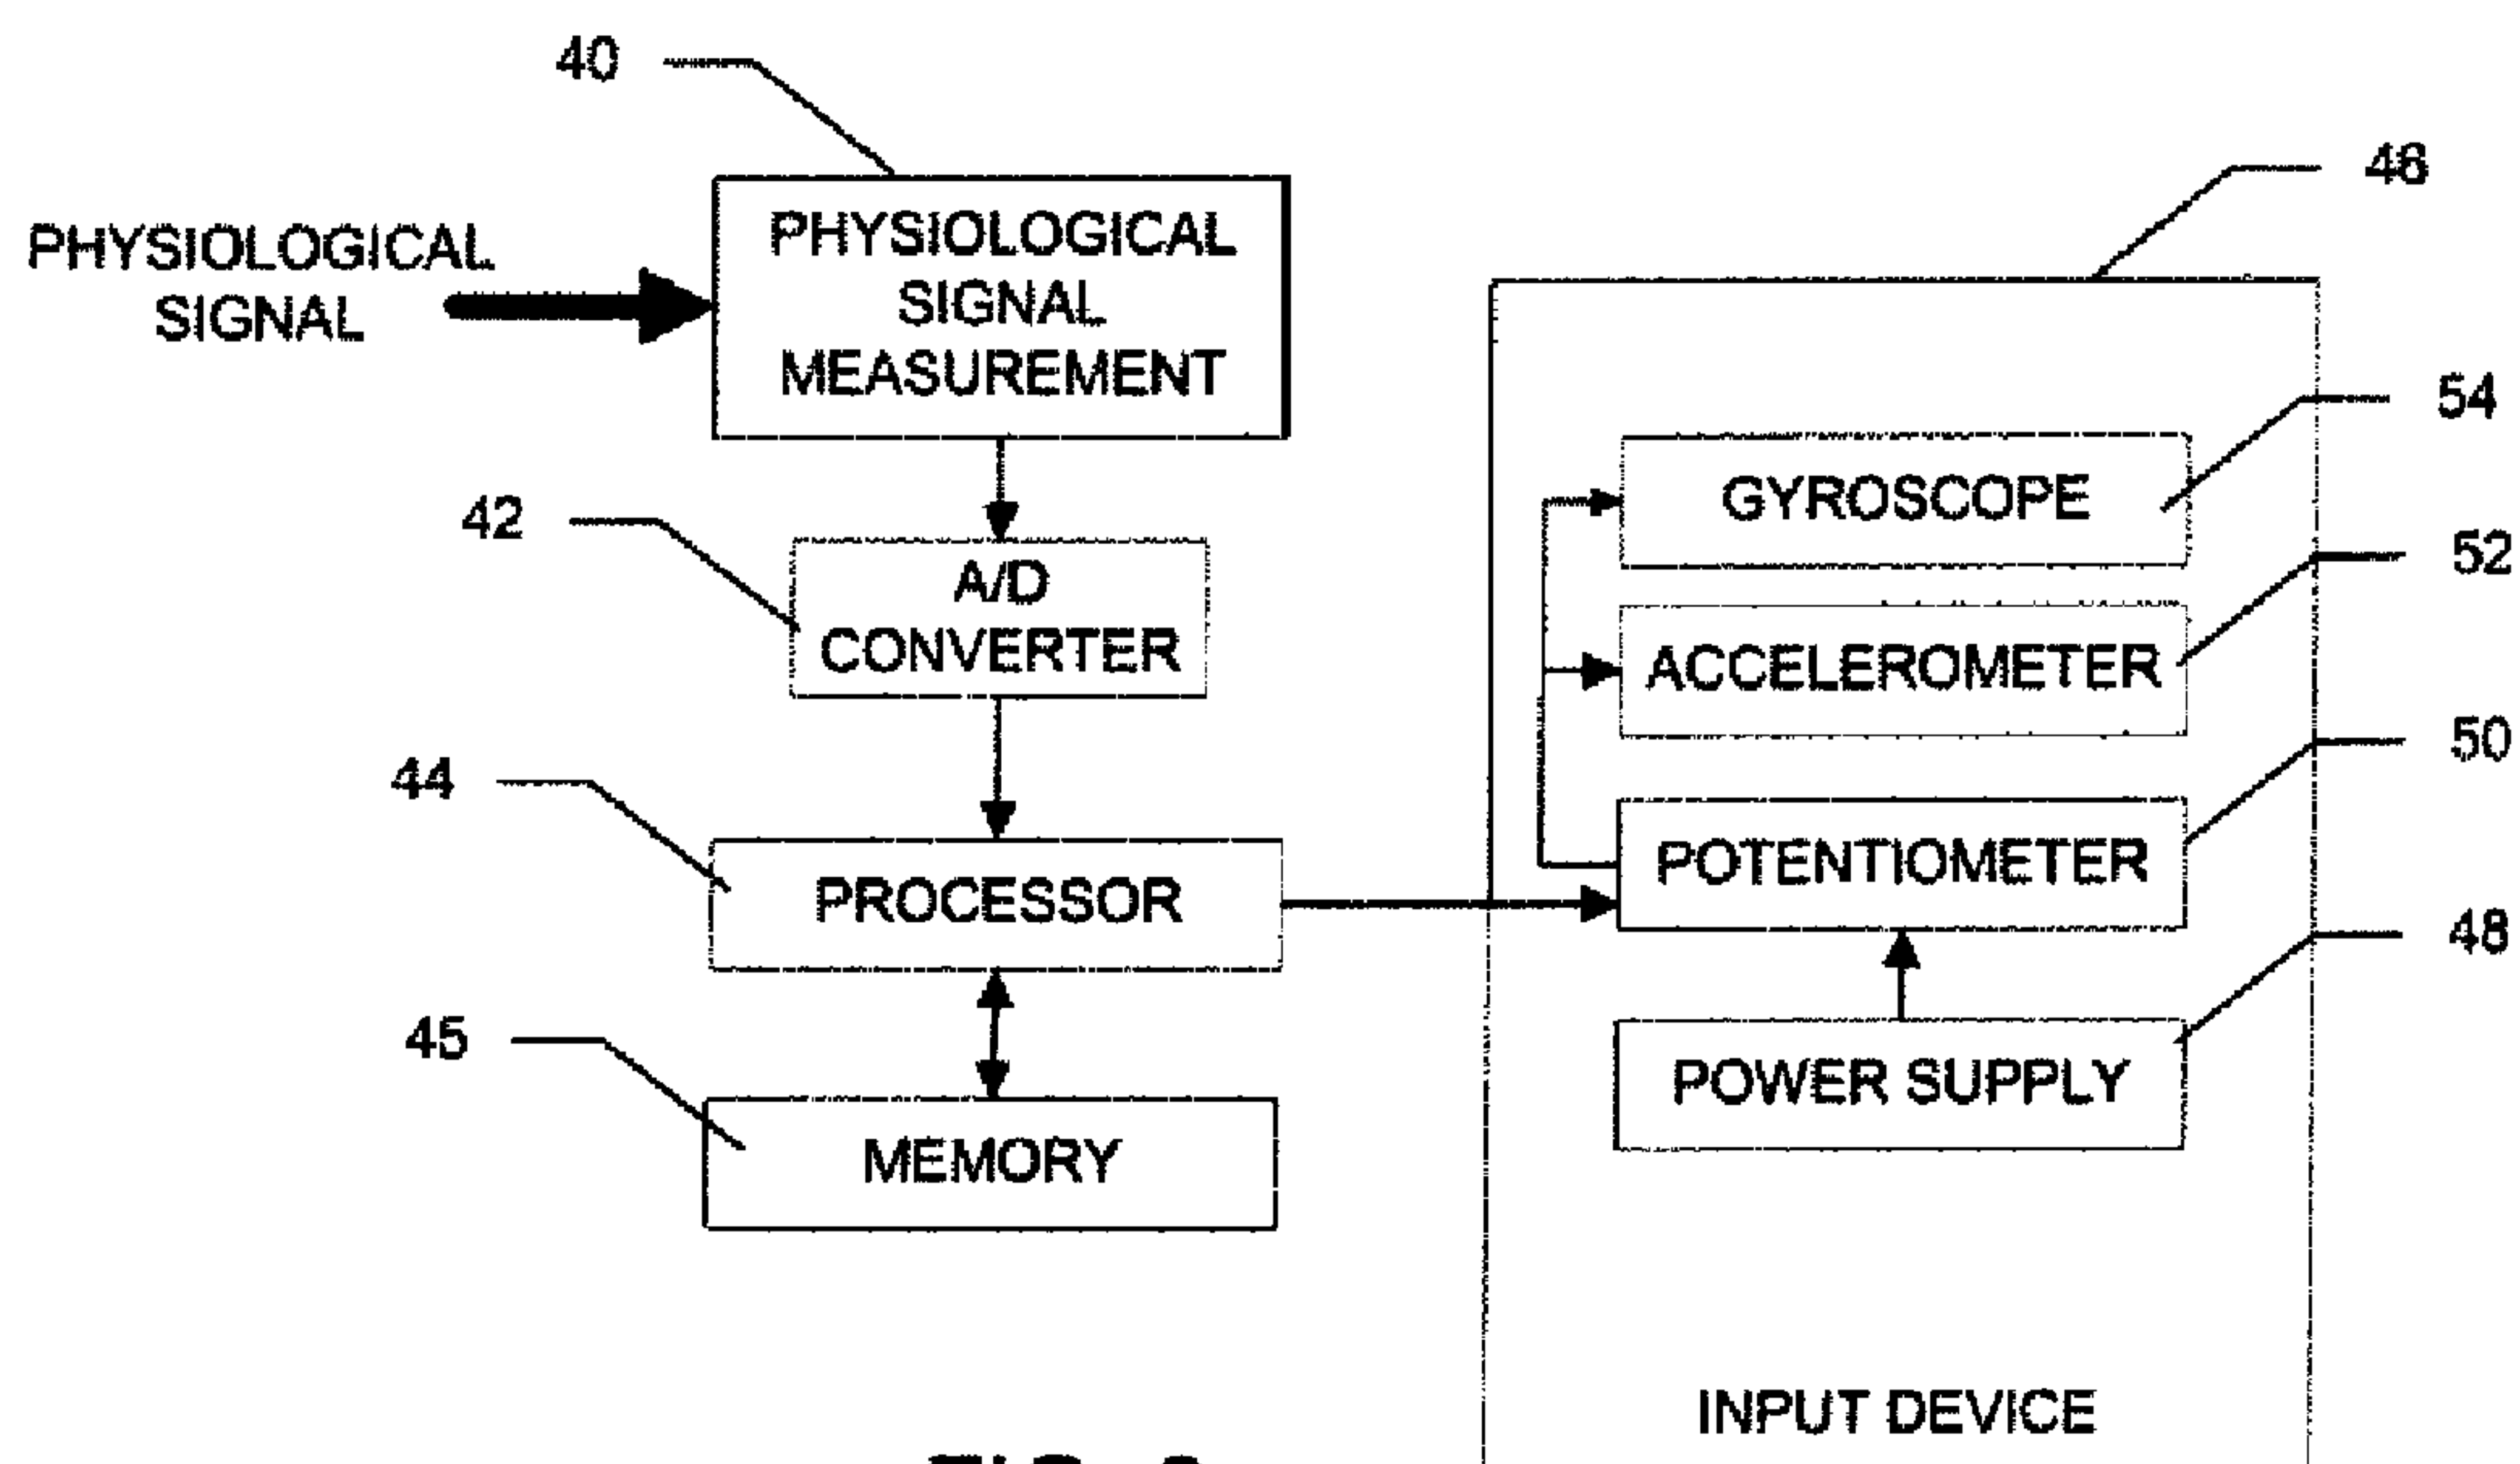 40
46
PHYSIOLOGICAL
SIGNAL
PHYSIOLOGICAL
SIGNAL
MEASUREMENT
54
GYROSCOPE
42
A/D
CONVERTER
52
ACCELEROMETER
50
44
PROCESSOR
POTENTIOMETER
48
45
MEMORY
POWER SUPPLY
INPUT DEVICE